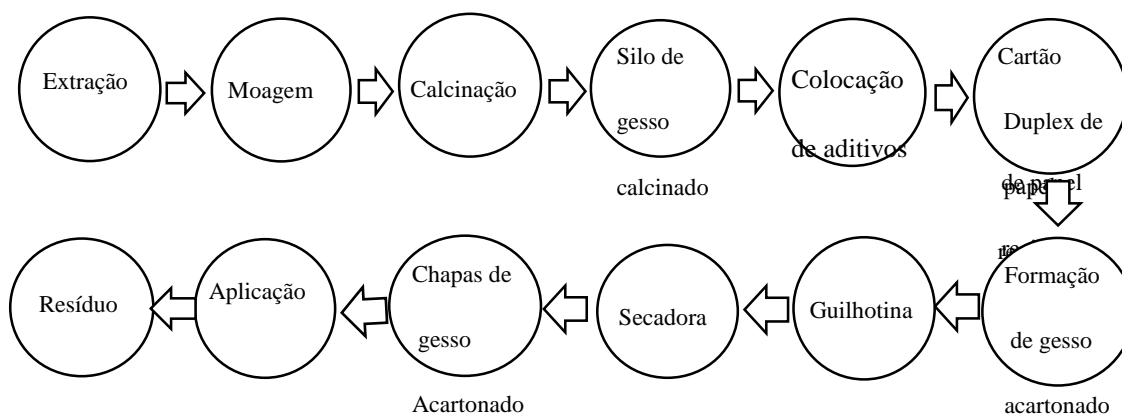 Extração
Moagem
Calcinação
Silo de
gesso
calcinado
Colocação
de aditivos
Cartão
Duplex de
Formação
de gesso
acartonado
Guilhotina
Secadora
Chapas de
gesso
Acartonado
Aplicação
Resíduo